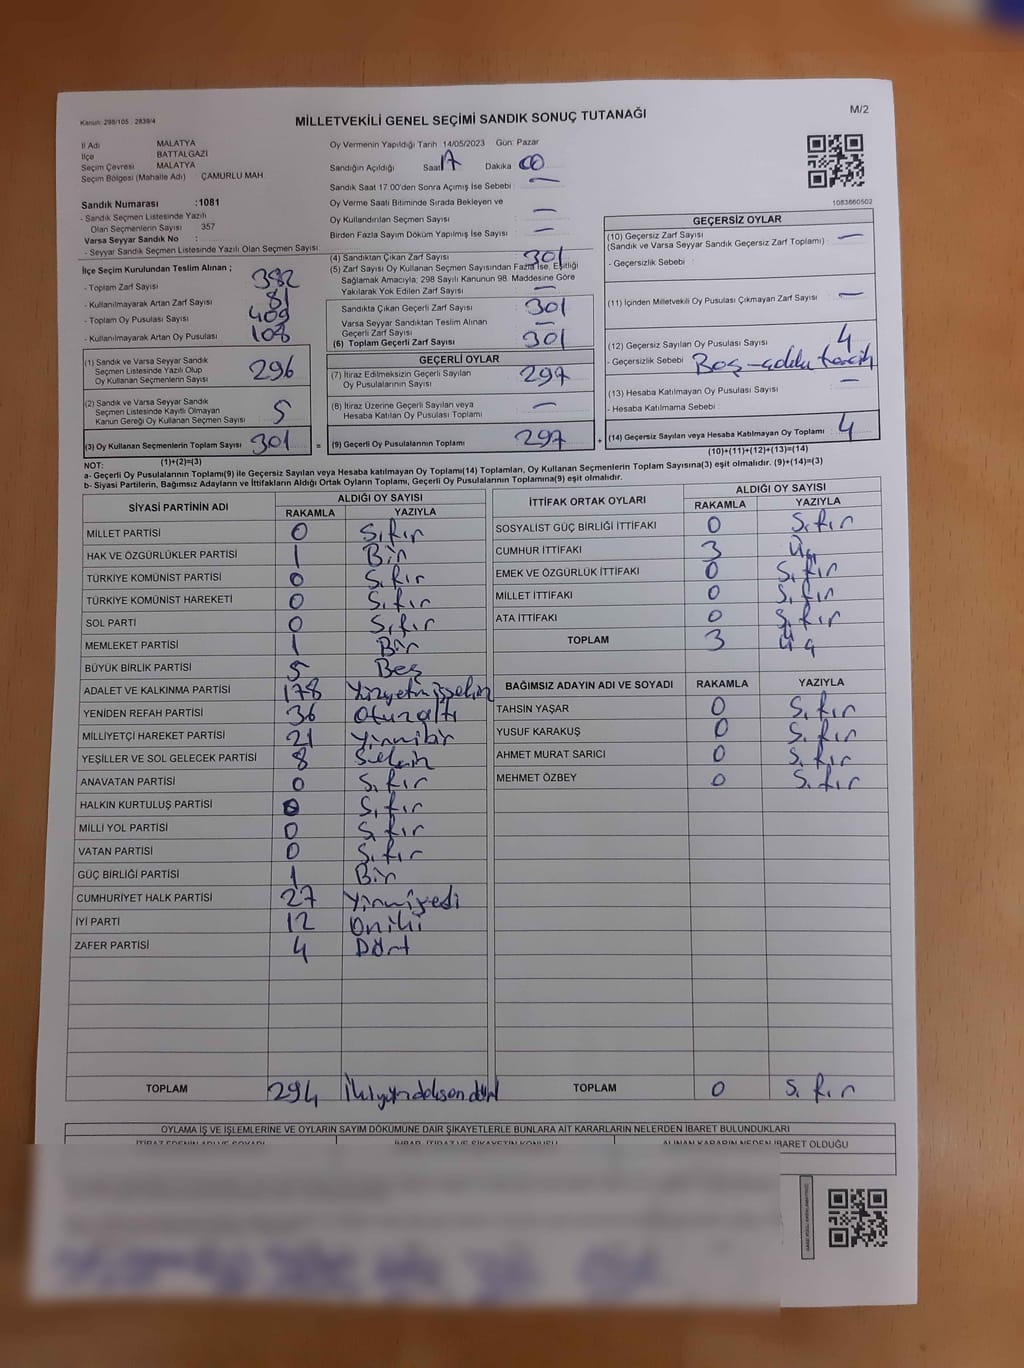 Kanun: 298/105 2839/4
MİLLETVEKİLİ GENEL SEÇİMİ SANDIK SONUÇ TUTANAĞI
M/2
İl Adı MALATYA
İlçe BATTALGAZİ
Seçim Çevresi MALATYA
Seçim Bölgesi (Mahalle Adı) ÇAMURLU MAH.
Sandık Numarası :1081
- Sandık Seçmen Listesinde Yazılı
Olan Seçmenlerin Sayısı 357
Varsa Seyyar Sandık No :
- Seyyar Sandık Seçmen Listesinde Yazılı Olan Seçmen Sayısı:
İlçe Seçim Kurulundan Teslim Alınan ;
- Toplam Zarf Sayısı 382
- Kullanılmayarak Artan Zarf Sayısı 81
- Toplam Oy Pusulası Sayısı 409
- Kullanılmayarak Artan Oy Pusulası 108
(1) Sandık ve Varsa Seyyar Sandık
Seçmen Listesinde Yazılı Olup
Oy Kullanan Seçmenlerin Sayısı 296
(2) Sandık ve Varsa Seyyar Sandık
Seçmen Listesinde Kayıtlı Olmayan
Kanun Gereği Oy Kullanan Seçmen Sayısı 5
(3) Oy Kullanan Seçmenlerin Toplam Sayısı 301 =
(1)+(2)=(3)
Oy Vermenin Yapıldığı Tarih 14/05/2023 Gün: Pazar
Sandığın Açıldığı Saat 17 Dakika 00
Sandık Saat 17:00'den Sonra Açımış İse Sebebi : —
Oy Verme Saati Bitiminde Sırada Bekleyen ve
Oy Kullandırılan Seçmen Sayısı —
Birden Fazla Sayım Döküm Yapılmış İse Sayısı : —
(4) Sandıktan Çıkan Zarf Sayısı 301
(5) Zarf Sayısı Oy Kullanan Seçmen Sayısından Fazla İse, Eşitliği
Sağlamak Amacıyla; 298 Sayılı Kanunun 98. Maddesine Göre
Yakılarak Yok Edilen Zarf Sayısı —
Sandıkta Çıkan Geçerli Zarf Sayısı 301
Varsa Seyyar Sandıktan Teslim Alınan
Geçerli Zarf Sayısı —
(6) Toplam Geçerli Zarf Sayısı 301
GEÇERLİ OYLAR
(7) İtiraz Edilmeksizin Geçerli Sayılan
Oy Pusulalarının Sayısı 297
(8) İtiraz Üzerine Geçerli Sayılan veya
Hesaba Katılan Oy Pusulası Toplamı —
(9) Geçerli Oy Pusulalarının Toplamı 297 +
1083660502
GEÇERSİZ OYLAR
(10) Geçersiz Zarf Sayısı
(Sandık ve Varsa Seyyar Sandık Geçersiz Zarf Toplamı) : —
- Geçersizlik Sebebi :
(11) İçinden Milletvekili Oy Pusulası Çıkmayan Zarf Sayısı —
(12) Geçersiz Sayılan Oy Pusulası Sayısı 4
- Geçersizlik Sebebi : Boş -
(13) Hesaba Katılmayan Oy Pusulası Sayısı —
- Hesaba Katılmama Sebebi :
(14) Geçersiz Sayılan veya Hesaba Katılmayan Oy Toplamı 4
(10)+(11)+(12)+(13)=(14)
NOT:
a- Geçerli Oy Pusulalarının Toplamı(9) ile Geçersiz Sayılan veya Hesaba katılmayan Oy Toplamı(14) Toplamları, Oy Kullanan Seçmenlerin Toplam Sayısına(3) eşit olmalıdır. (9)+(14)=(3)
b- Siyasi Partilerin, Bağımsız Adayların ve İttifakların Aldığı Ortak Oyların Toplamı, Geçerli Oy Pusulalarının Toplamına(9) eşit olmalıdır.
SİYASİ PARTİNİN ADI ALDIĞI OY SAYISI
RAKAMLA YAZIYLA
MİLLET PARTİSİ 0 Sıfır
HAK VE ÖZGÜRLÜKLER PARTİSİ 1 Bir
TÜRKİYE KOMÜNİST PARTİSİ 0 Sıfır
TÜRKİYE KOMÜNİST HAREKETİ 0 Sıfır
SOL PARTİ 0 Sıfır
MEMLEKET PARTİSİ 1 Bir
BÜYÜK BİRLİK PARTİSİ 5 Beş
ADALET VE KALKINMA PARTİSİ 178 Yüzyetmişsekiz
YENİDEN REFAH PARTİSİ 36 Otuzaltı
MİLLİYETÇİ HAREKET PARTİSİ 21 Yirmibir
YEŞİLLER VE SOL GELECEK PARTİSİ 8 Sekiz
ANAVATAN PARTİSİ 0 Sıfır
HALKIN KURTULUŞ PARTİSİ 0 Sıfır
MİLLİ YOL PARTİSİ 0 Sıfır
VATAN PARTİSİ 0 Sıfır
GÜÇ BİRLİĞİ PARTİSİ 1 Bir
CUMHURİYET HALK PARTİSİ 27 Yirmiyedi
İYİ PARTİ 12 Oniki
ZAFER PARTİSİ 4 Dört
TOPLAM 294 İkiyüzdoksandört
İTTİFAK ORTAK OYLARI ALDIĞI OY SAYISI
RAKAMLA YAZIYLA
SOSYALİST GÜÇ BİRLİĞİ İTTİFAKI 0 Sıfır
CUMHUR İTTİFAKI 3 Üç
EMEK VE ÖZGÜRLÜK İTTİFAKI 0 Sıfır
MİLLET İTTİFAKI 0 Sıfır
ATA İTTİFAKI 0 Sıfır
TOPLAM 3 Üç
BAĞIMSIZ ADAYIN ADI VE SOYADI RAKAMLA YAZIYLA
TAHSİN YAŞAR 0 Sıfır
YUSUF KARAKUŞ 0 Sıfır
AHMET MURAT SARICI 0 Sıfır
MEHMET ÖZBEY 0 Sıfır
TOPLAM 0 Sıfır
OYLAMA İŞ VE İŞLEMLERİNE VE OYLARIN SAYIM DÖKÜMÜNE DAİR ŞİKAYETLERLE BUNLARA AİT KARARLARIN NELERDEN İBARET BULUNDUKLARI
İTİRAZ EDENİN ADI VE SOYADI İHBAR, İTİRAZ VE ŞİKAYETİN KONUSU ALINAN KARARIN NEDEN İBARET OLDUĞU